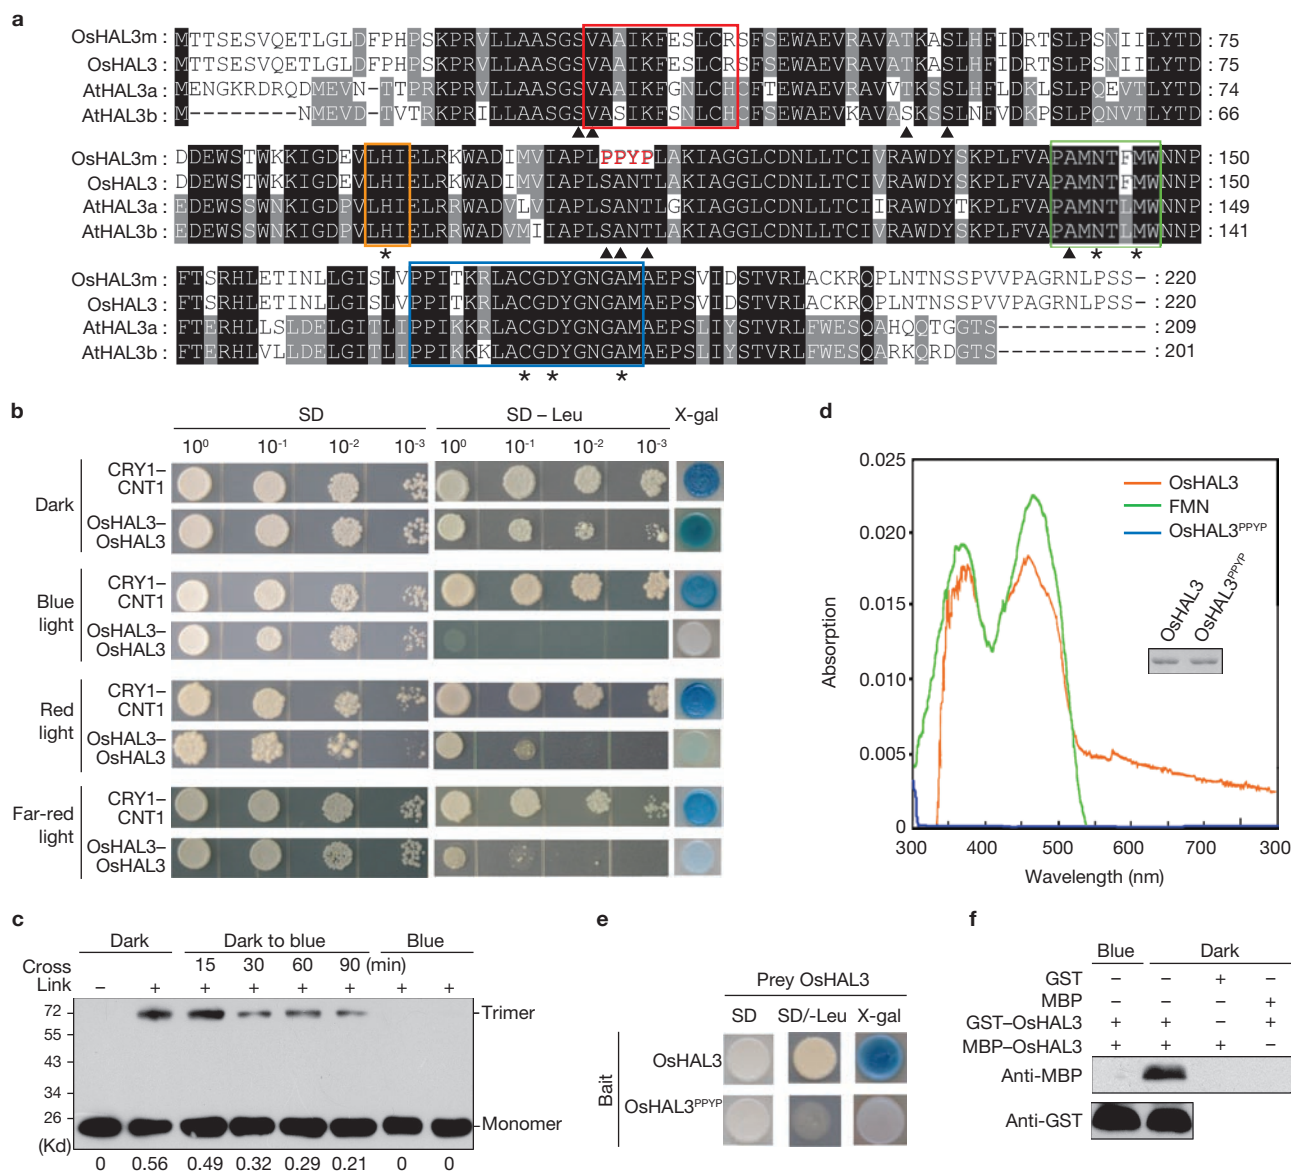 a
OsHAL3m : MTTSESVQETLGLDFPHPSKPRVLLAASGSVAAIKFESLCRSFSEWAEVRAVATKASLHFIDRTSLPSNIILYTD : 75
OsHAL3 : MTTSESVQETLGLDFPHPSKPRVLLAASGSVAAIKFESLCRSFSEWAEVRAVATKASLHFIDRTSLPSNIILYTD : 75
AtHAL3a : MENGKRDRQDMEVN-TTPRKPRVLLAASGSVAAIKFGNLCHCFTEWAEVRAVVTKSSLHFLDKLSLPQEVTLYTD : 74
AtHAL3b : M---------NMEVD-TVTRKPRILLAASGSVASIKFSNLCHCFSEWAEVKAVASKSSLNFVDKPSLPQNVTLYTD : 66
OsHAL3m : DDEWSTWKKIGDEVLHIELRKWADIMVIAPLPPYPLAKIAGGLCDNLLTCIVRAWDYSKPLFVAPAMNTFMWNNP : 150
OsHAL3 : DDEWSTWKKIGDEVLHIELRKWADIMVIAPLSANTLAKIAGGLCDNLLTCIVRAWDYSKPLFVAPAMNTFMWNNP : 150
AtHAL3a : EDEWSSWNKIGDPVLHIELRRWADVLVIAPLSANTLGKIAGGLCDNLLTCIIRAWDYTKPLFVAPAMNTLMWNNP : 149
AtHAL3b : EDEWSSWNKIGDPVLHIELRRWADVMIIAPLSANTLAKIAGGLCDNLLTCIVRAWDYSKPLFVAPAMNTLMWNNP : 141
* * *
OsHAL3m : FTSRHLETINLLGISLVPPITKRLACGDYGNGAMAEPSVIDSTVRLACKRQPLNTNSSPVVPAGRNLPSS- : 220
OsHAL3 : FTSRHLETINLLGISLVPPITKRLACGDYGNGAMAEPSVIDSTVRLACKRQPLNTNSSPVVPAGRNLPSS- : 220
AtHAL3a : FTERHLLSLDELGITLIPPIKKRLACGDYGNGAMAEPSLIYSTVRLFWESQAHQQTGGTS----------- : 209
AtHAL3b : FTERHLVLLDELGITLIPPIKKKLACGDYGNGAMAEPSLIYSTVRLFWESQARKQRDGTS----------- : 201
* * *
b
SD SD – Leu X-gal
10⁰ 10⁻¹ 10⁻² 10⁻³ 10⁰ 10⁻¹ 10⁻² 10⁻³
Dark
CRY1–
CNT1
OsHAL3–
OsHAL3
Blue
light
CRY1–
CNT1
OsHAL3–
OsHAL3
Red
light
CRY1–
CNT1
OsHAL3–
OsHAL3
Far-red
light
CRY1–
CNT1
OsHAL3–
OsHAL3
d
0.025
0.020
0.015
0.010
0.005
0
Absorption
OsHAL3
FMN
OsHAL3ᴾᴾʸᴾ
OsHAL3 OsHAL3ᴾᴾʸᴾ
300 400 500 600 700 300
Wavelength (nm)
c
Dark Dark to blue Blue
15 30 60 90 (min)
Cross
Link – + + + + + + +
72
55
43
34
26
(Kd)
Trimer
Monomer
0 0.56 0.49 0.32 0.29 0.21 0 0
e
Prey OsHAL3
SD SD/-Leu X-gal
Bait
OsHAL3
OsHAL3ᴾᴾʸᴾ
f
Blue Dark
GST – – + –
MBP – – – +
GST–OsHAL3 + + – +
MBP–OsHAL3 + + + –
Anti-MBP
Anti-GST